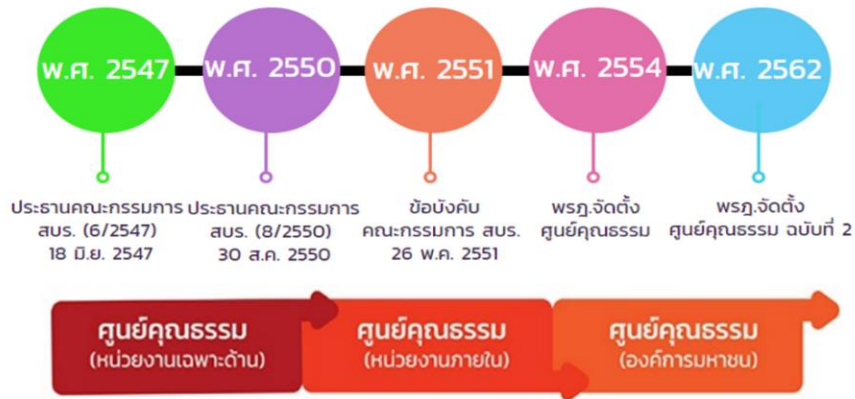 พ.ศ. 2547
พ.ศ. 2550
พ.ศ. 2551
พ.ศ. 2554
พ.ศ. 2562
ประธานคณะกรรมการ
สบร. (6/2547)
18 มิ.ย. 2547
ประธานคณะกรรมการ
สบร. (8/2550)
30 ส.ค. 2550
ข้อบังคับ
คณะกรรมการ สบร.
26 พ.ค. 2551
พรฎ.จัดตั้ง
ศูนย์คุณธรรม
พรฎ.จัดตั้ง
ศูนย์คุณธรรม ฉบับที่ 2
ศูนย์คุณธรรม
(หน่วยงานเฉพาะด้าน)
ศูนย์คุณธรรม
(หน่วยงานภายใน)
ศูนย์คุณธรรม
(องค์การมหาชน)